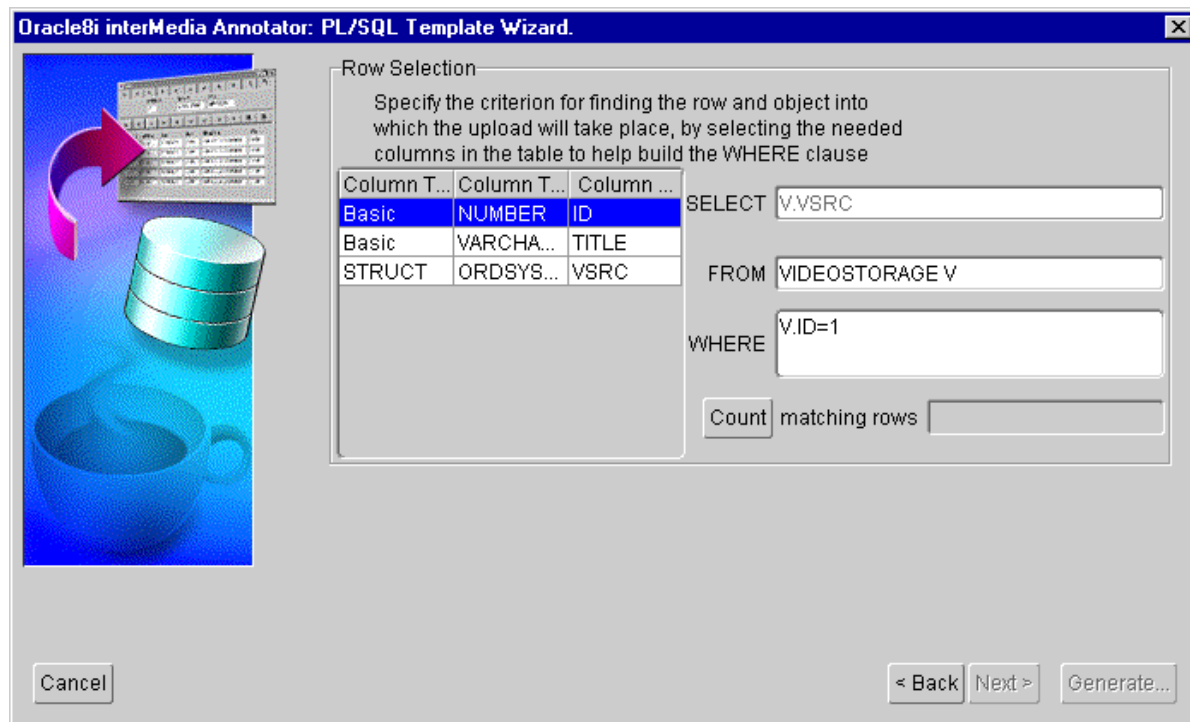 Oracle8i interMedia Annotator: PL/SQL Template Wizard.
Row Selection
Specify the criterion for finding the row and object into
which the upload will take place, by selecting the needed
columns in the table to help build the WHERE clause
Column T... Column T... Column ...
Basic NUMBER ID
Basic VARCHA... TITLE
STRUCT ORDSYS... VSRC
SELECT V.VSRC
FROM VIDEOSTORAGE V
WHERE V.ID=1
Count matching rows
Cancel
< Back Next > Generate...